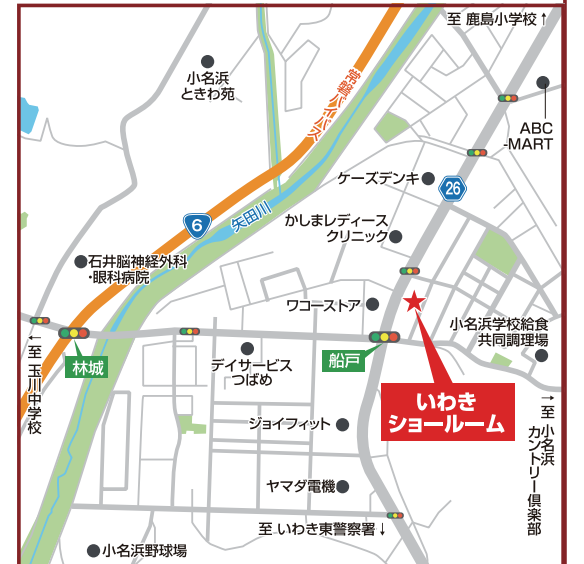 至 鹿島小学校↑
小名浜
ときわ苑
常磐バイパス
ABC
-MART
ケーズデンキ
26
6
矢田川
かしまレディース
クリニック
石井脳神経外科
・眼科病院
ワコーストア
小名浜学校給食
共同調理場
林城
船戸
デイサービス
つばめ
←至 玉川中学校
いわき
ショールーム
→至 小名浜
カントリー倶楽部
ジョイフィット
ヤマダ電機
至 いわき東警察署↓
小名浜野球場